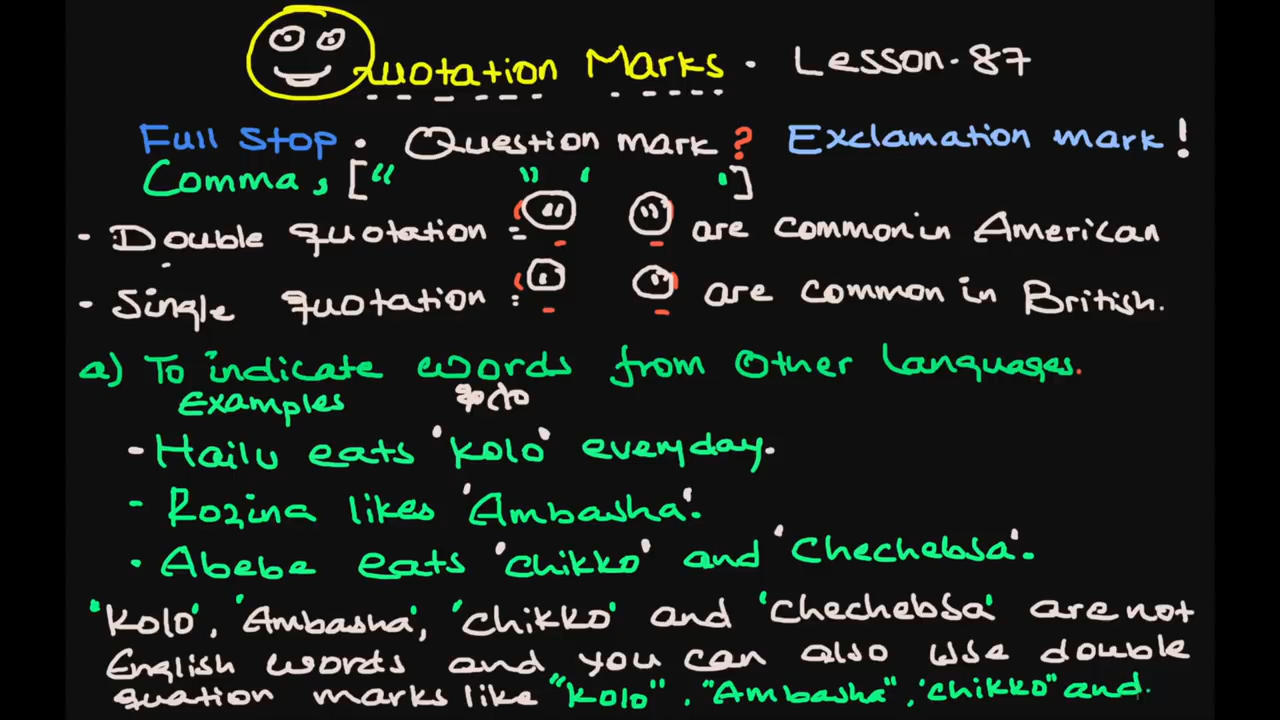 Quotation Marks . Lesson-87
Full Stop . Question mark ? Exclamation mark !
Comma , [“ ” ‘ ’]
- Double quotation = “ ” are common in American
- Single quotation : ‘ ’ are common in British.
a) To indicate words from other languages.
Examples
- Hailu eats 'kolo' everyday.
- Rozina likes 'Ambasha'.
- Abebe eats 'chikko' and 'Chechebsa'.
'Kolo', 'Ambasha', 'chikko' and 'Chechebsa' are not
English words and you can also use double
quation marks like "kolo", "Ambasha", 'chikko" and